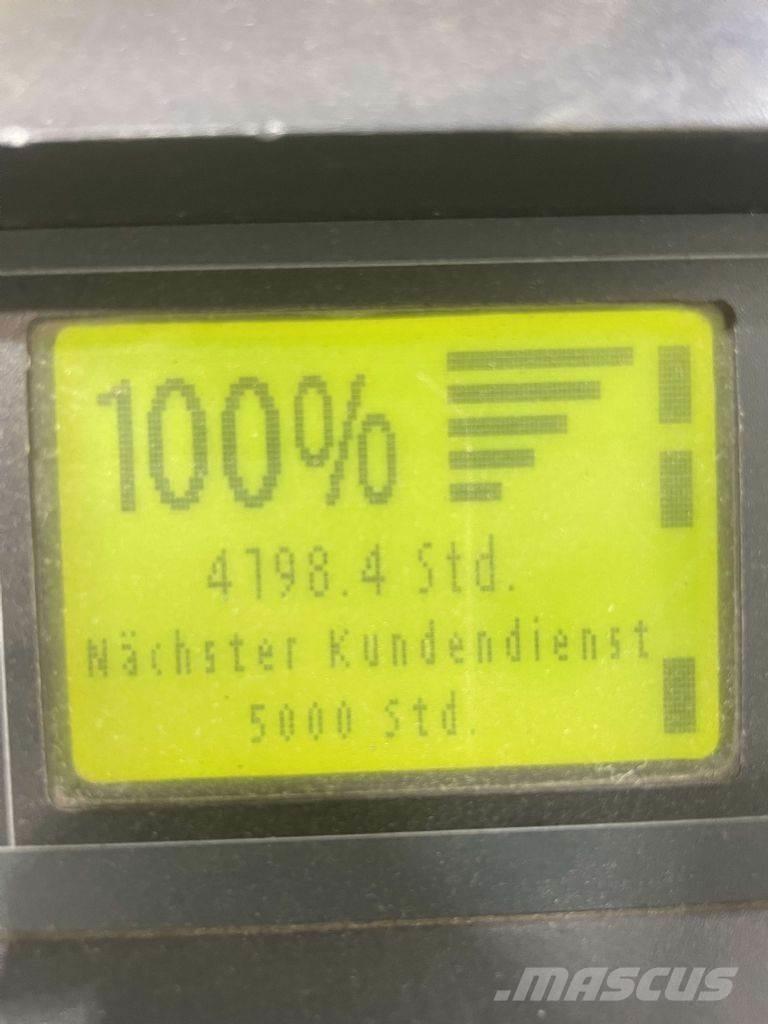 100%
4798.4 Std.
Nächster Kundendienst
5000 Std.
.MASCUS